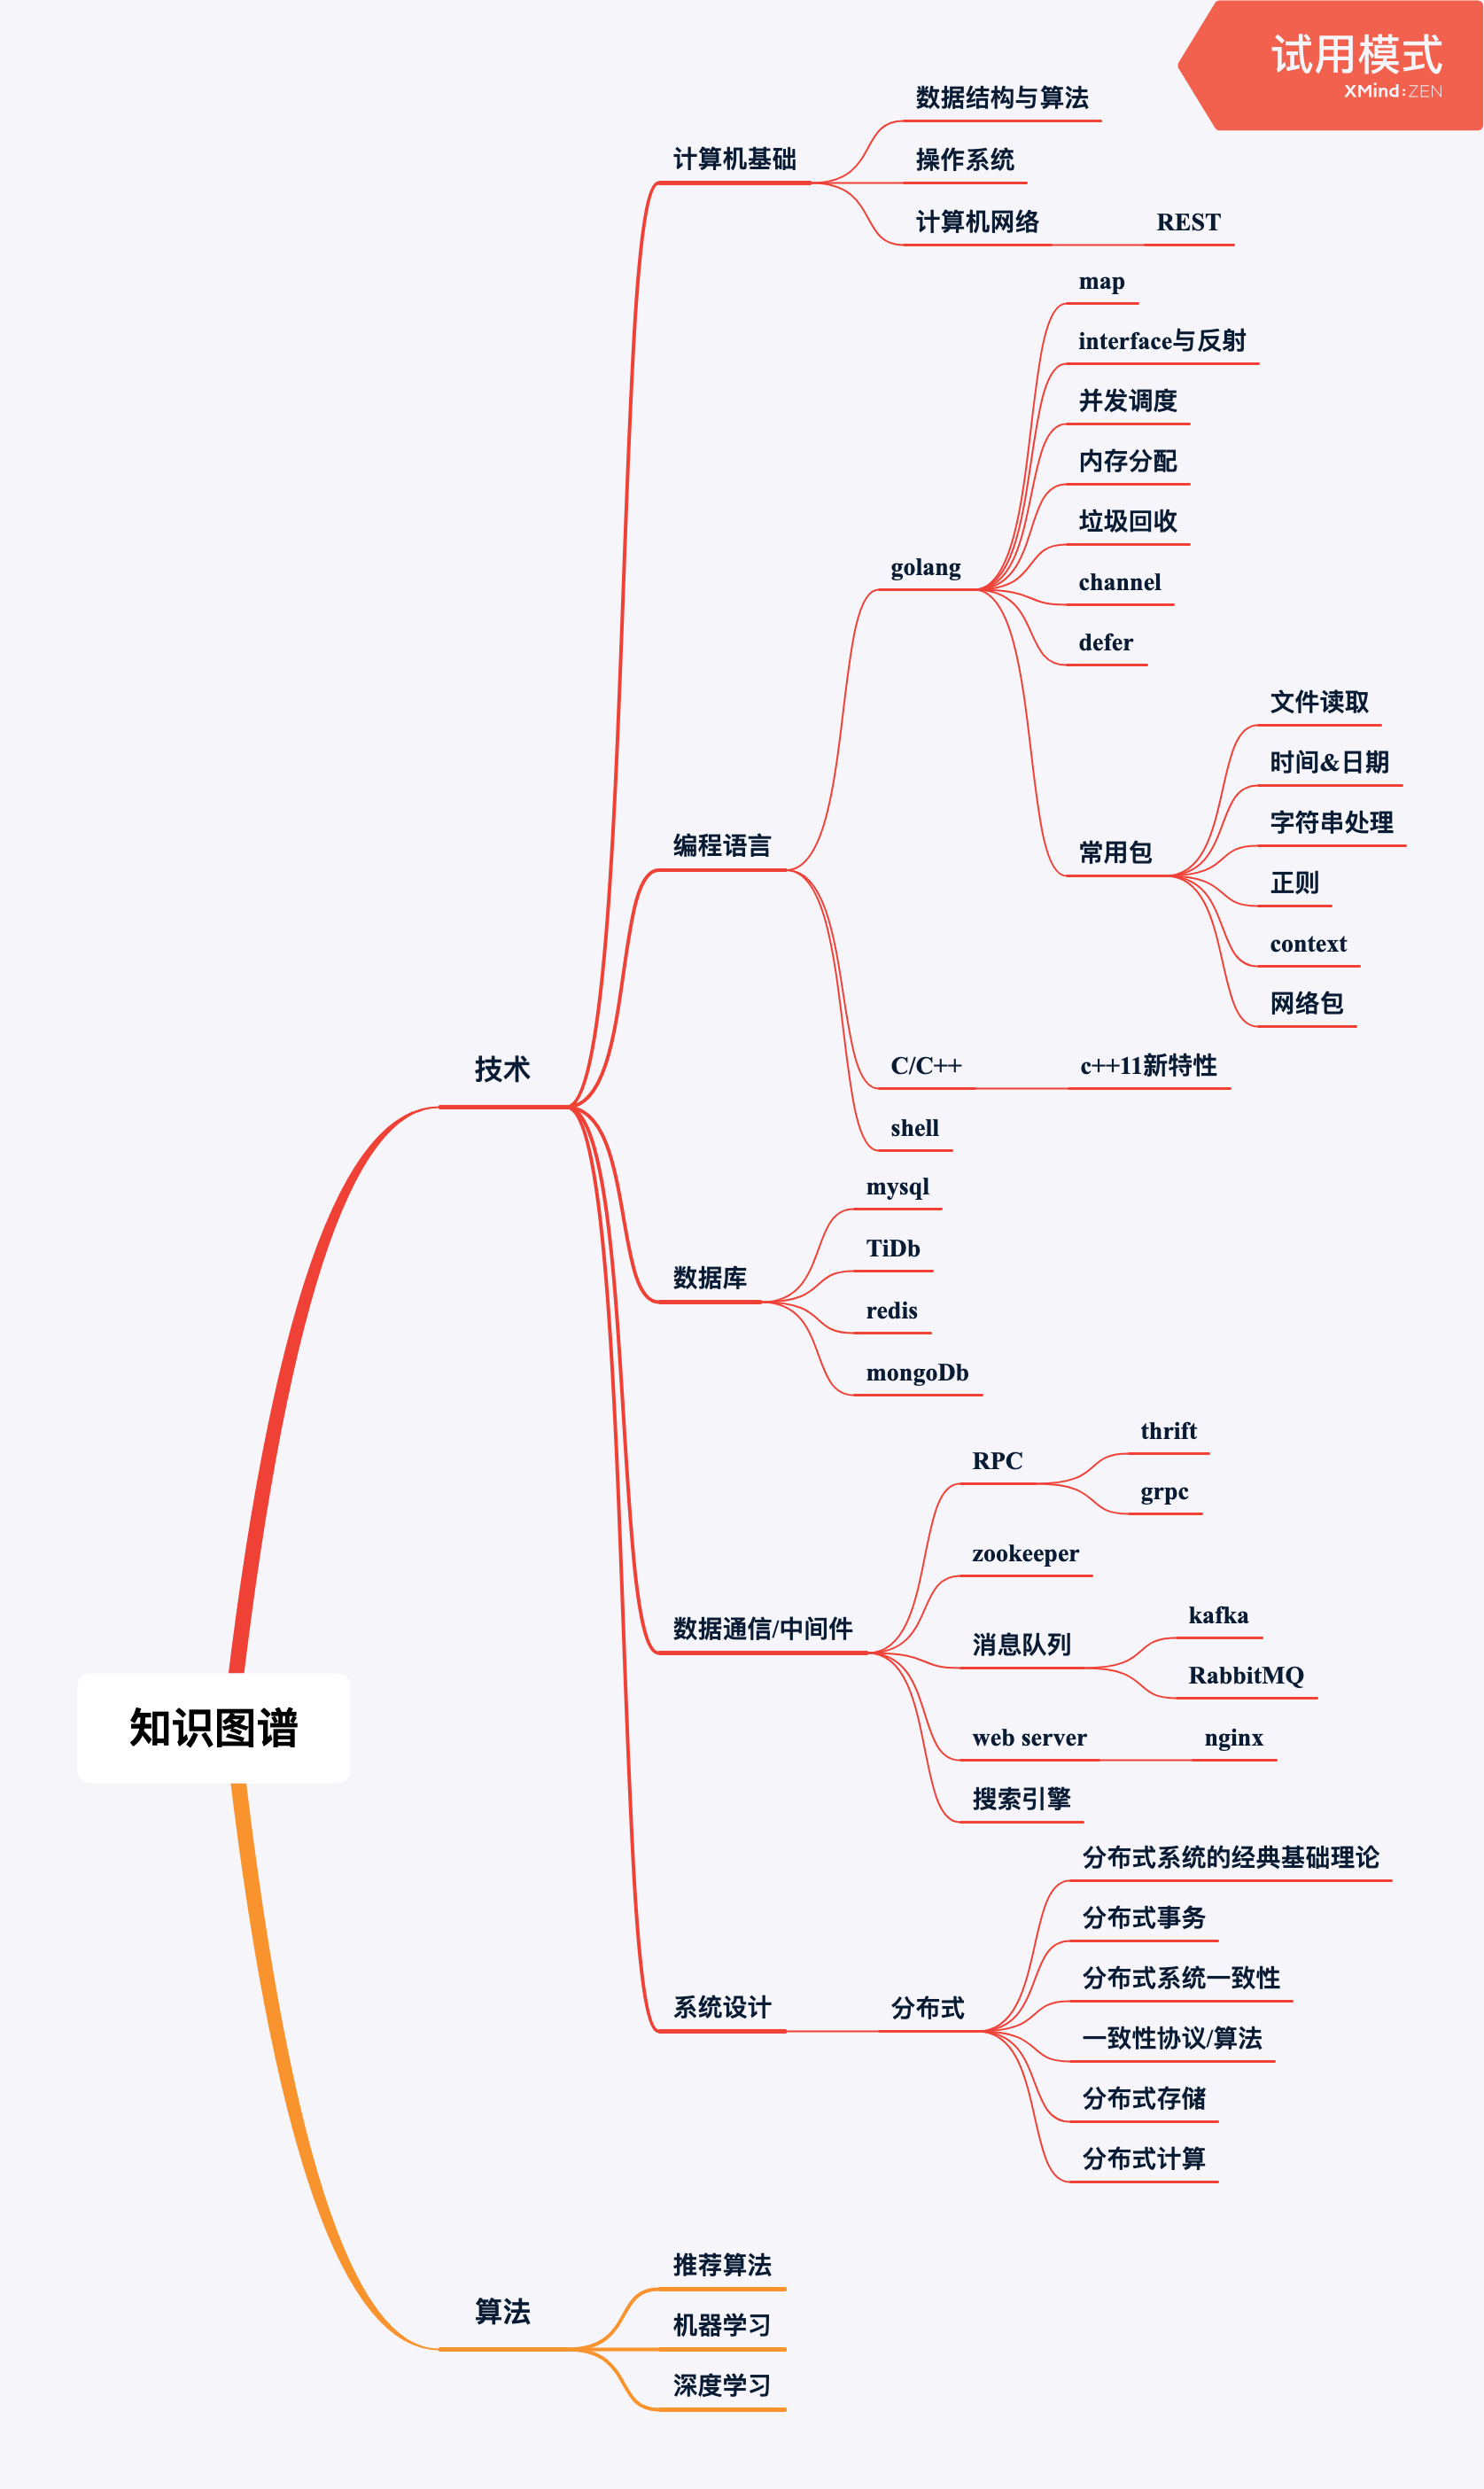 试用模式
XMind:ZEN
知识图谱
技术
计算机基础
数据结构与算法
操作系统
计算机网络
REST
编程语言
golang
map
interface与反射
并发调度
内存分配
垃圾回收
channel
defer
常用包
文件读取
时间&日期
字符串处理
正则
context
网络包
C/C++
c++11新特性
shell
数据库
mysql
TiDb
redis
mongoDb
数据通信/中间件
RPC
thrift
grpc
zookeeper
消息队列
kafka
RabbitMQ
web server
nginx
搜索引擎
系统设计
分布式
分布式系统的经典基础理论
分布式事务
分布式系统一致性
一致性协议/算法
分布式存储
分布式计算
算法
推荐算法
机器学习
深度学习